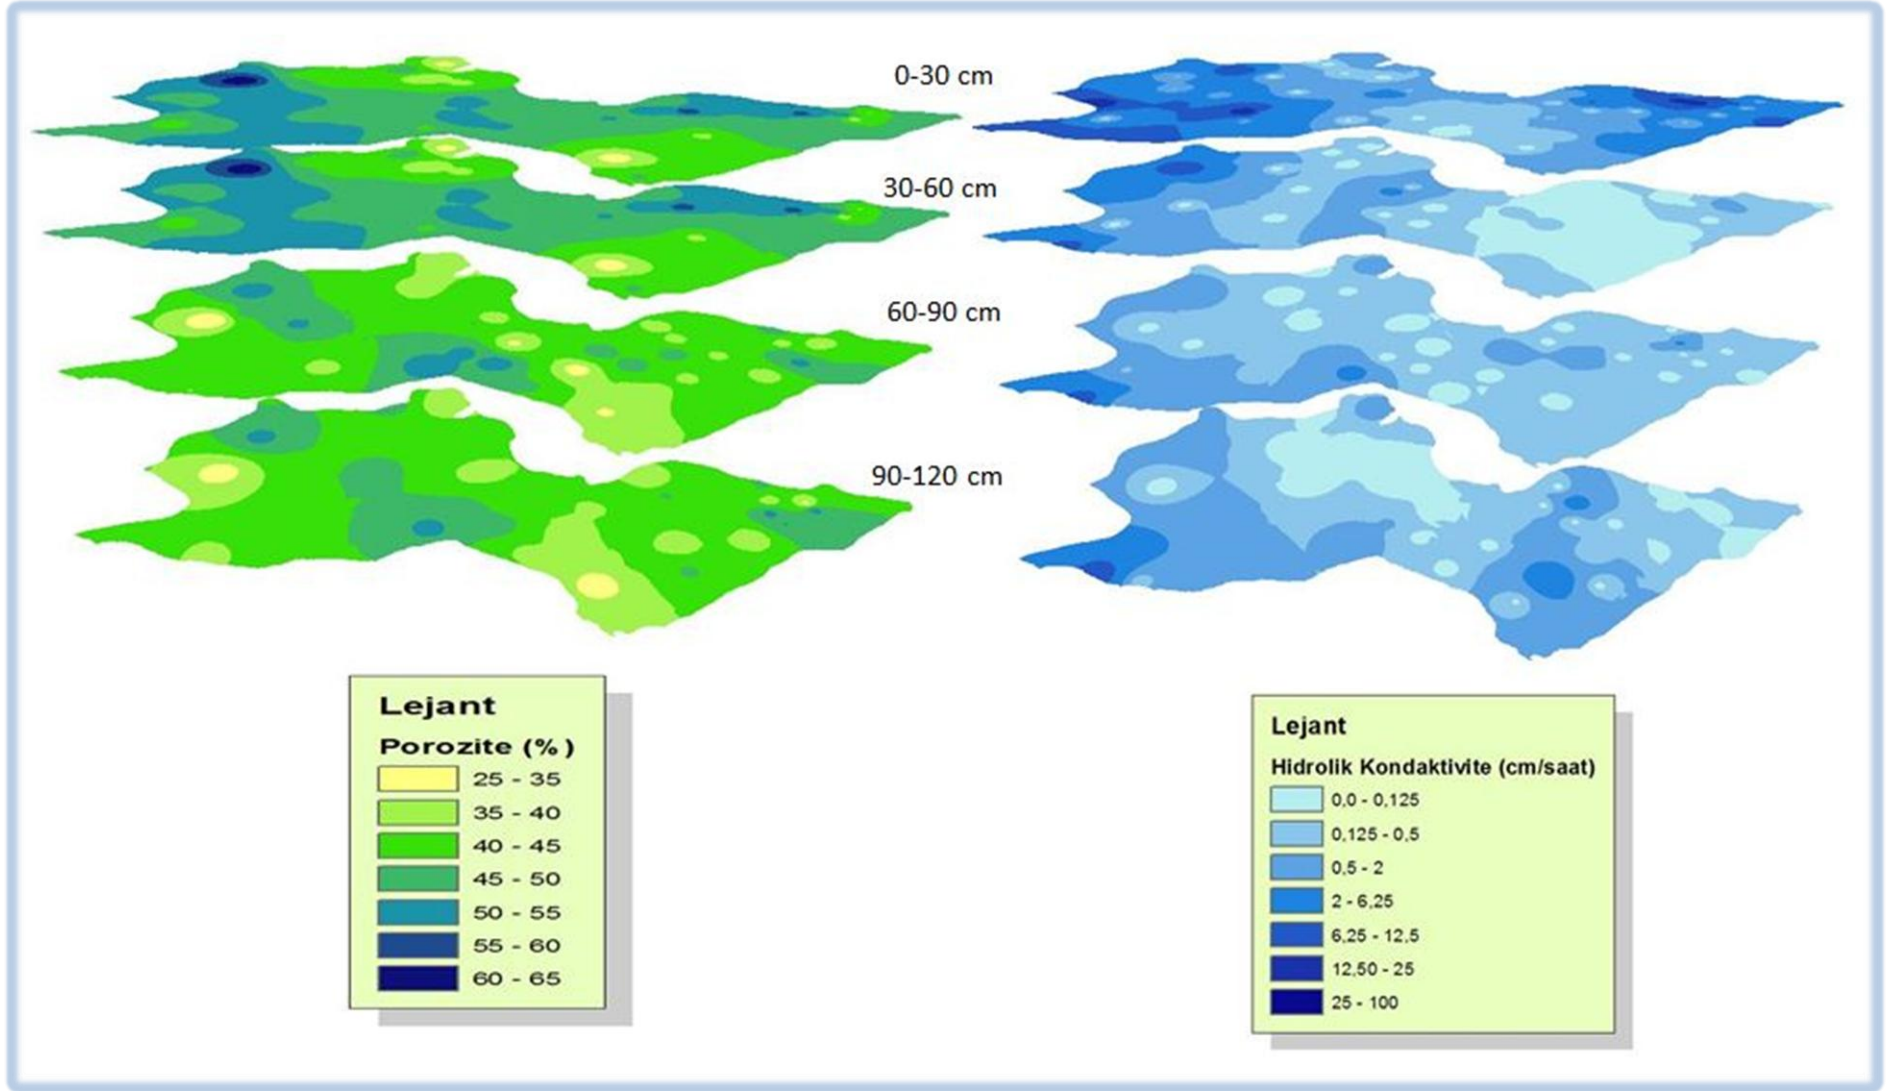 0-30 cm
30-60 cm
60-90 cm
90-120 cm
Lejant
Porozite (%)
25 - 35
35 - 40
40 - 45
45 - 50
50 - 55
55 - 60
60 - 65
Lejant
Hidrolik Kondaktivite (cm/saat)
0,0 - 0,125
0,125 - 0,5
0,5 - 2
2 - 6,25
6,25 - 12,5
12,50 - 25
25 - 100